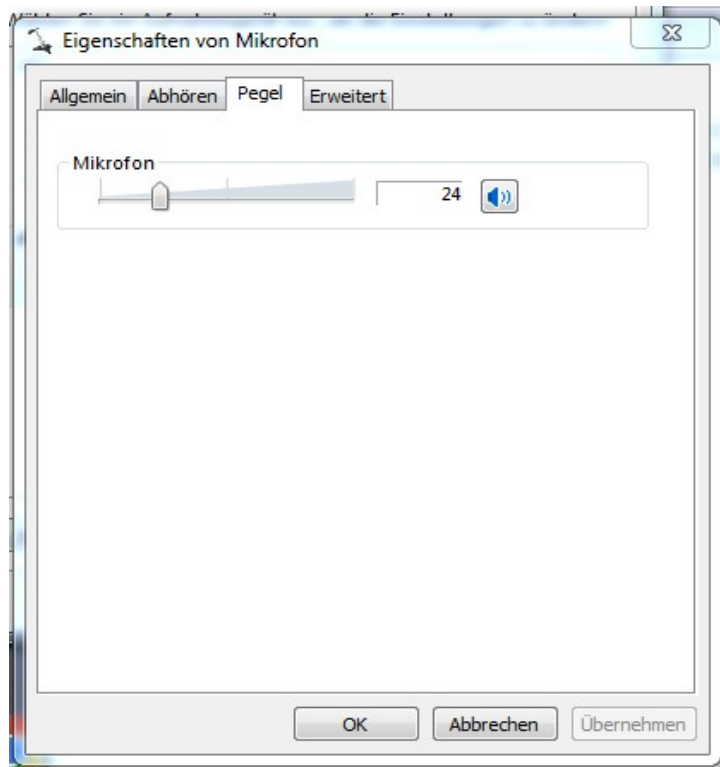 Eigenschaften von Mikrofon
Allgemein Abhören Pegel Erweitert
Mikrofon
24
OK Abbrechen Übernehmen